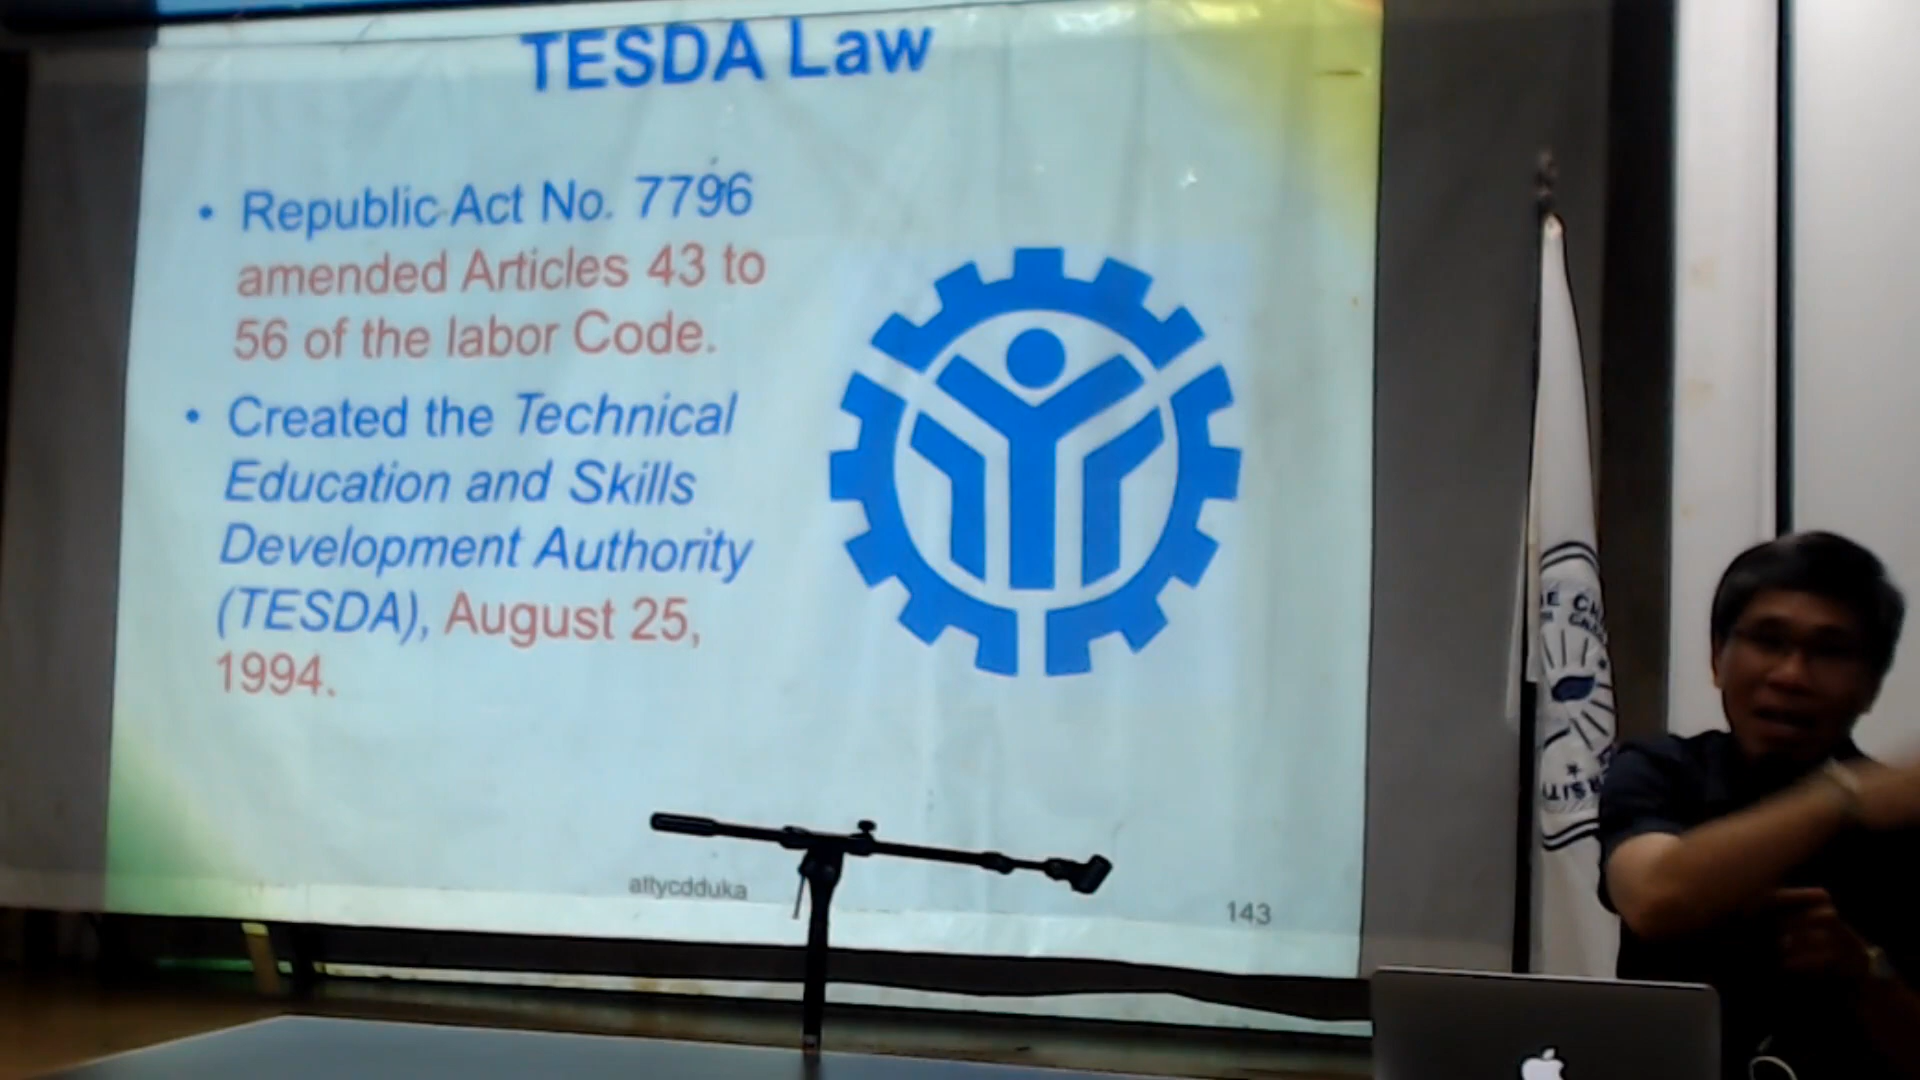 TESDA Law
• Republic Act No. 7796
amended Articles 43 to
56 of the labor Code.
• Created the Technical
Education and Skills
Development Authority
(TESDA), August 25,
1994.
attycdduka
143